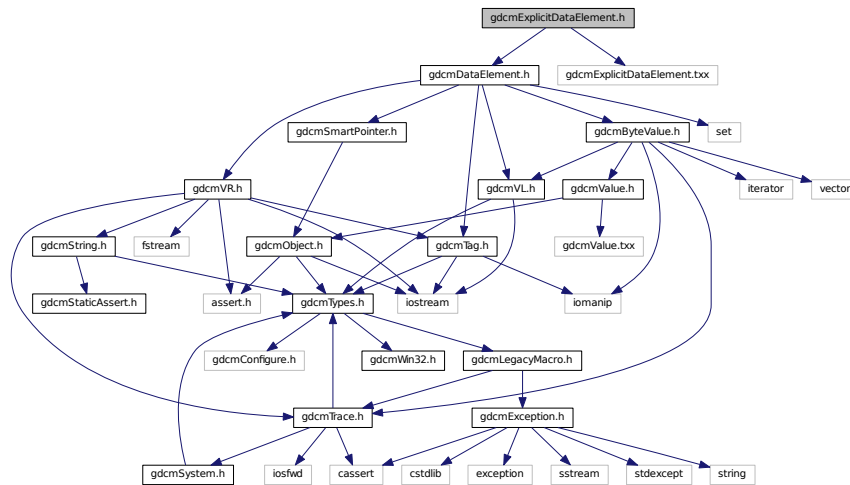 gdcmExplicitDataElement.h
gdcmDataElement.h
gdcmExplicitDataElement.txx
gdcmSmartPointer.h
gdcmByteValue.h
set
gdcmVR.h
gdcmVL.h
gdcmValue.h
iterator
vector
gdcmString.h
fstream
gdcmObject.h
gdcmTag.h
gdcmValue.txx
gdcmStaticAssert.h
assert.h
gdcmTypes.h
iostream
iomanip
gdcmConfigure.h
gdcmWin32.h
gdcmLegacyMacro.h
gdcmTrace.h
gdcmException.h
gdcmSystem.h
iosfwd
cassert
cstdlib
exception
sstream
stdexcept
string